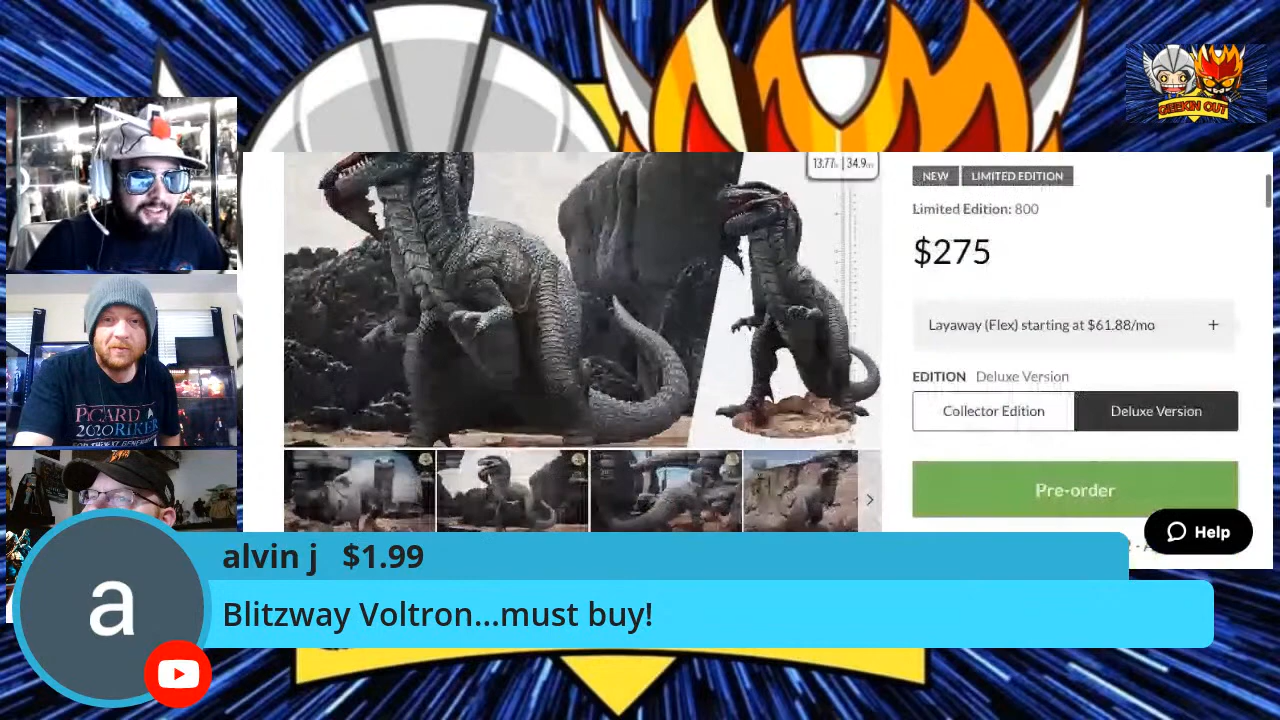 GEEKIN OUT
13.77in | 34.9cm
NEW
LIMITED EDITION
Limited Edition: 800
$275
Layaway (Flex) starting at $61.88/mo
+
EDITION Deluxe Version
Collector Edition
Deluxe Version
Pre-order
Help
PICARD
2020 RIKER
alvin j $1.99
a
Blitzway Voltron...must buy!